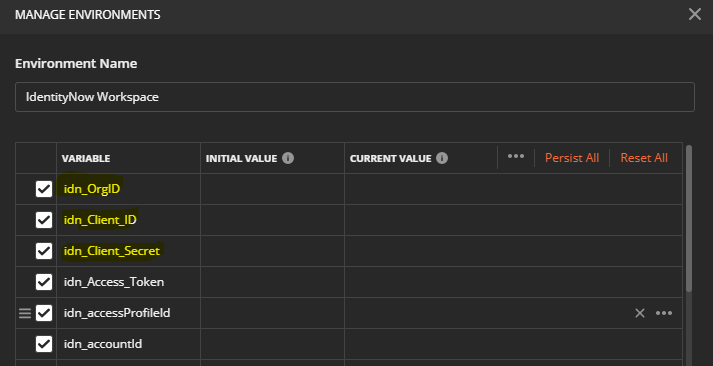 MANAGE ENVIRONMENTS
Environment Name
IdentityNow Workspace
VARIABLE INITIAL VALUE CURRENT VALUE Persist All Reset All
idn_OrgID
idn_Client_ID
idn_Client_Secret
idn_Access_Token
idn_accessProfileId
idn_accountId